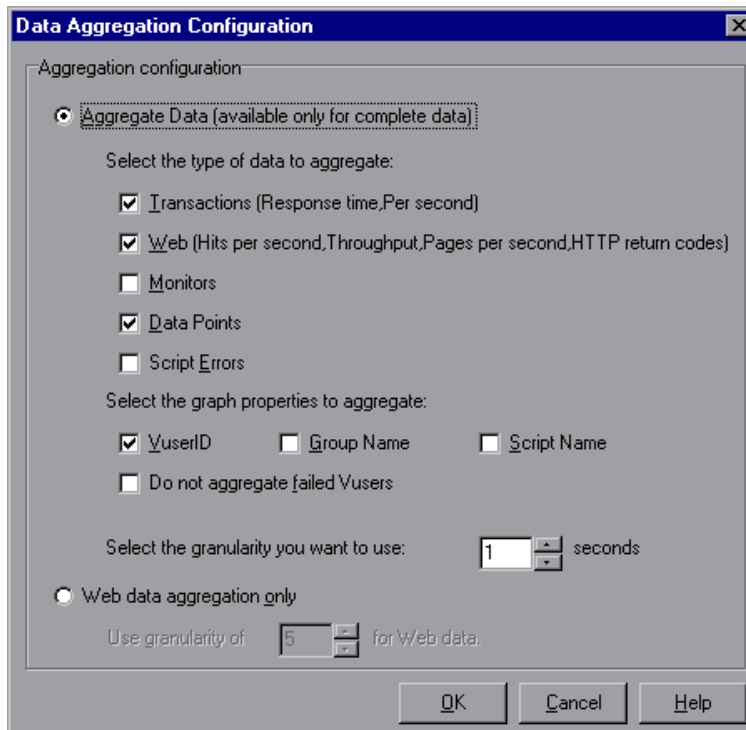 Data Aggregation Configuration
Aggregation configuration
Aggregate Data (available only for complete data)
Select the type of data to aggregate:
Transactions (Response time,Per second)
Web (Hits per second,Throughput,Pages per second,HTTP return codes)
Monitors
Data Points
Script Errors
Select the graph properties to aggregate:
VuserID Group Name Script Name
Do not aggregate failed Vusers
Select the granularity you want to use: 1 seconds
Web data aggregation only
Use granularity of 5 for Web data.
OK Cancel Help